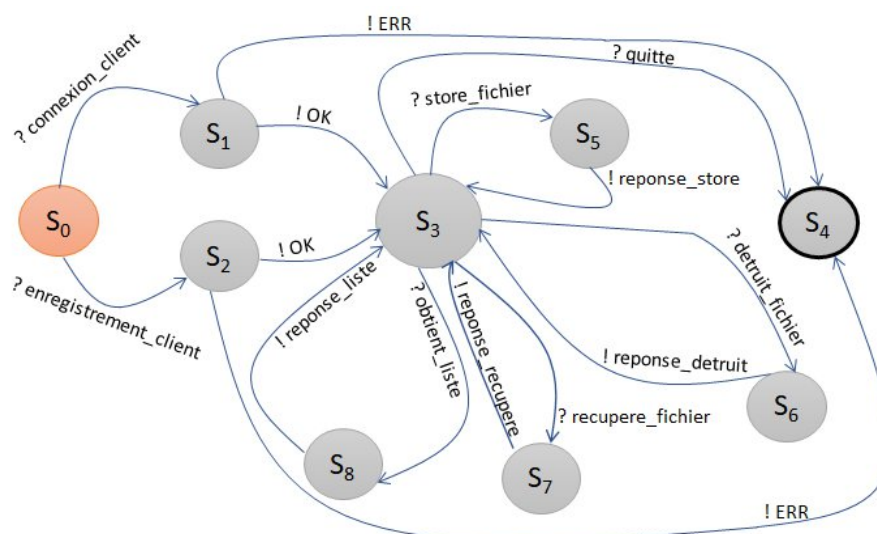 ! ERR
? quitte
? connexion_client
? store_fichier
S1
! OK
S5
! reponse_store
S0
S2
! OK
S3
S4
? enregistrement_client
! reponse_liste
? obtient_liste
! reponse_recupere
? detruit_fichier
! reponse_detruit
? recupere_fichier
S6
S8
S7
! ERR